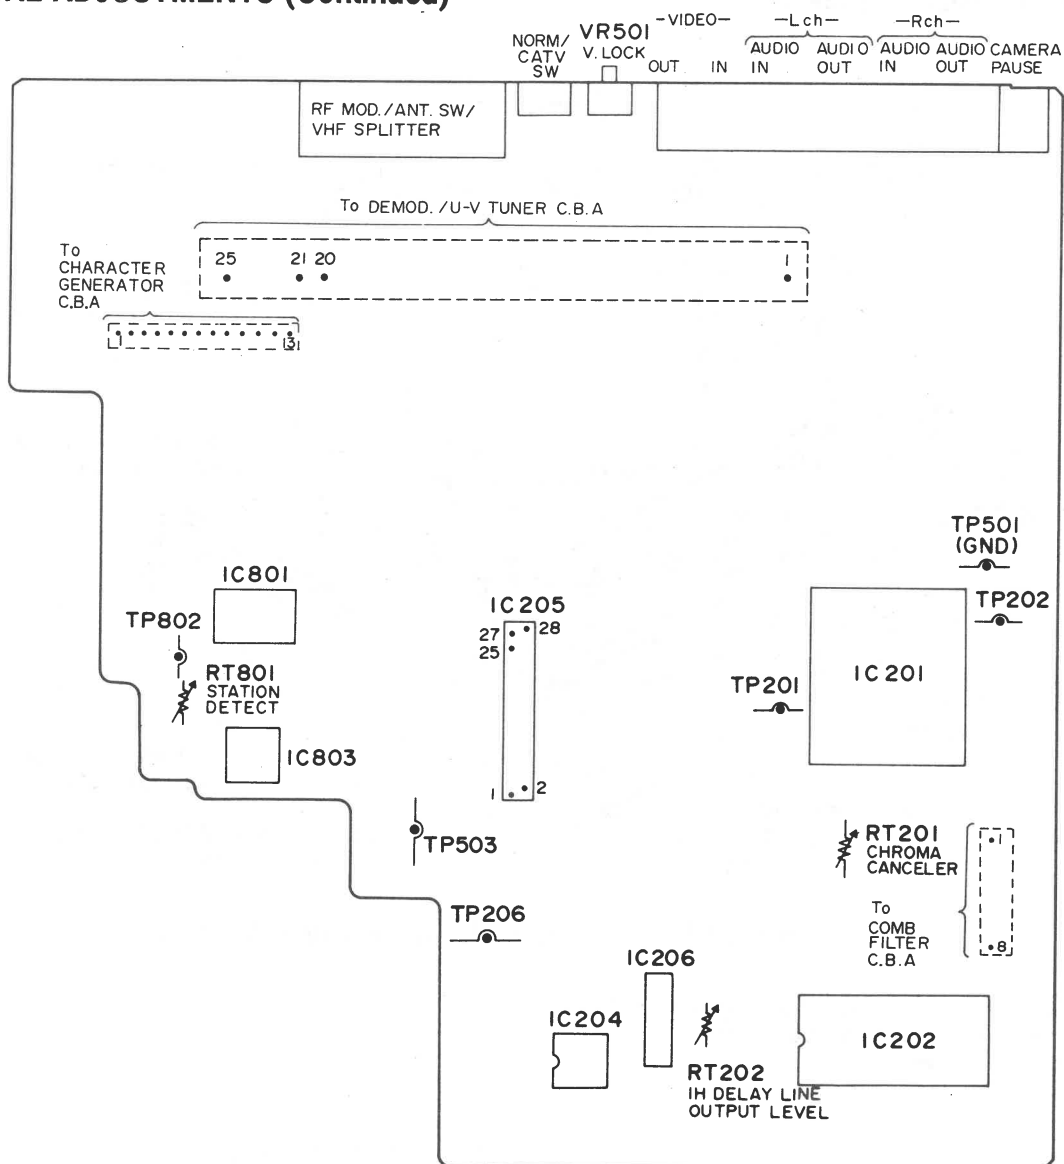 (Continued)
-VIDEO-
-Lch-
-Rch-
NORM/
CATV
SW
VR501
V. LOCK
OUT IN
AUDIO
IN
AUDIO
OUT
AUDIO
IN
AUDIO
OUT
CAMERA
PAUSE
RF MOD./ANT. SW/
VHF SPLITTER
To DEMOD. /U-V TUNER C.B.A
25 21 20 1
To
CHARACTER
GENERATOR
C.B.A
1 13
TP501
(GND)
IC801
TP802
IC205
27 28
25
TP202
RT801
STATION
DETECT
IC201
TP201
IC803
1 2
TP503
RT201
CHROMA
CANCELER
1
To
COMB
FILTER
C.B.A
8
TP206
IC206
IC204
IC202
RT202
1H DELAY LINE
OUTPUT LEVEL